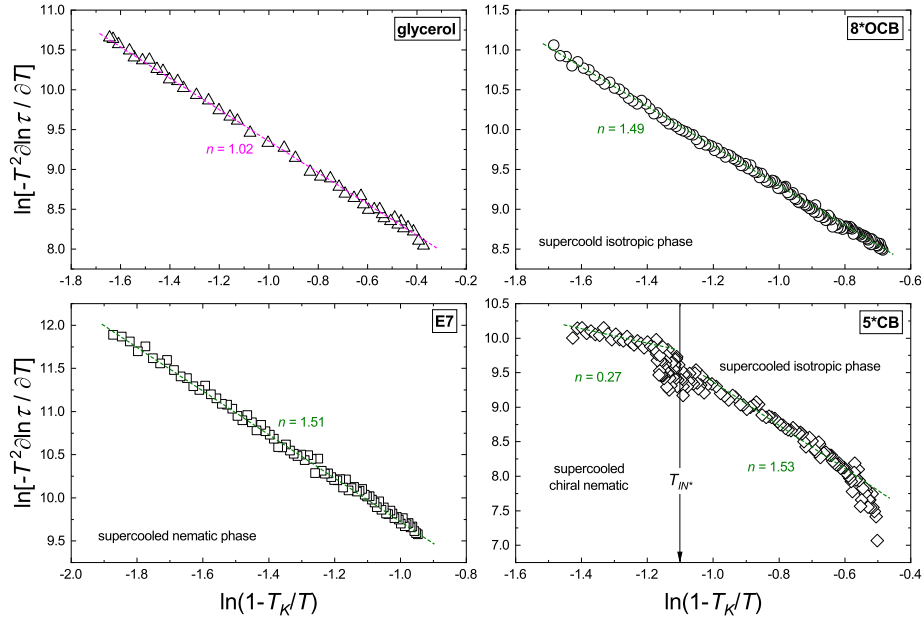 11.0
10.5
10.0
9.5
9.0
8.5
8.0
ln[-T²∂lnτ / ∂T]
glycerol
n = 1.02
-1.8 -1.6 -1.4 -1.2 -1.0 -0.8 -0.6 -0.4 -0.2
11.5
11.0
10.5
10.0
9.5
9.0
8.5
8*OCB
n = 1.49
supercoold isotropic phase
-1.8 -1.6 -1.4 -1.2 -1.0 -0.8 -0.6
12.0
11.5
11.0
10.5
10.0
9.5
ln[-T²∂lnτ / ∂T]
E7
n = 1.51
supercooled nematic phase
-2.0 -1.8 -1.6 -1.4 -1.2 -1.0 -0.8
ln(1-T_K/T)
10.5
10.0
9.5
9.0
8.5
8.0
7.5
7.0
5*CB
supercooled isotropic phase
n = 0.27
n = 1.53
supercooled
chiral nematic
T_IN*
-1.6 -1.4 -1.2 -1.0 -0.8 -0.6 -0.4
ln(1-T_K/T)